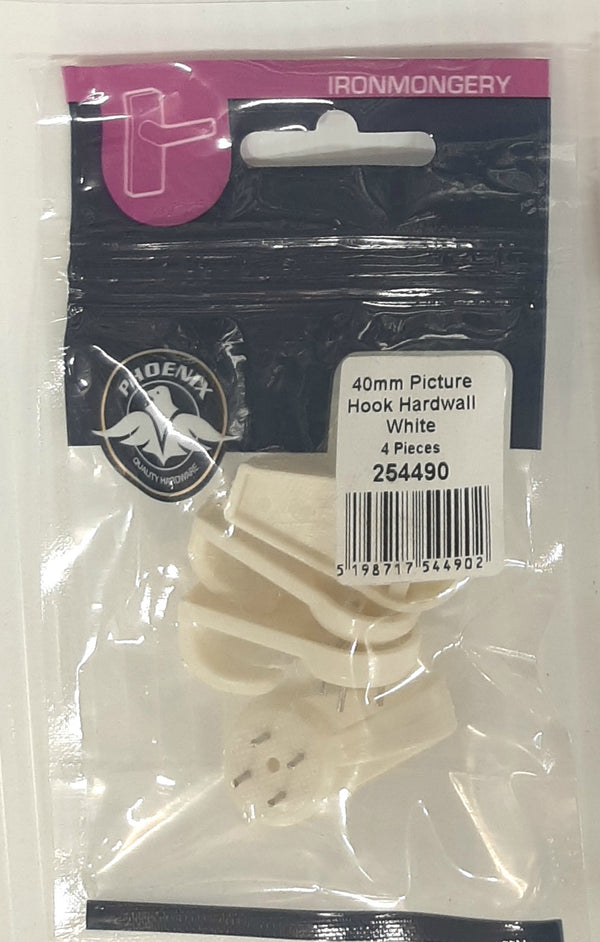 IRONMONGERY
PHOENIX
QUALITY HARDWARE
40mm Picture
Hook Hardwall
White
4 Pieces
254490
5 198717 544902